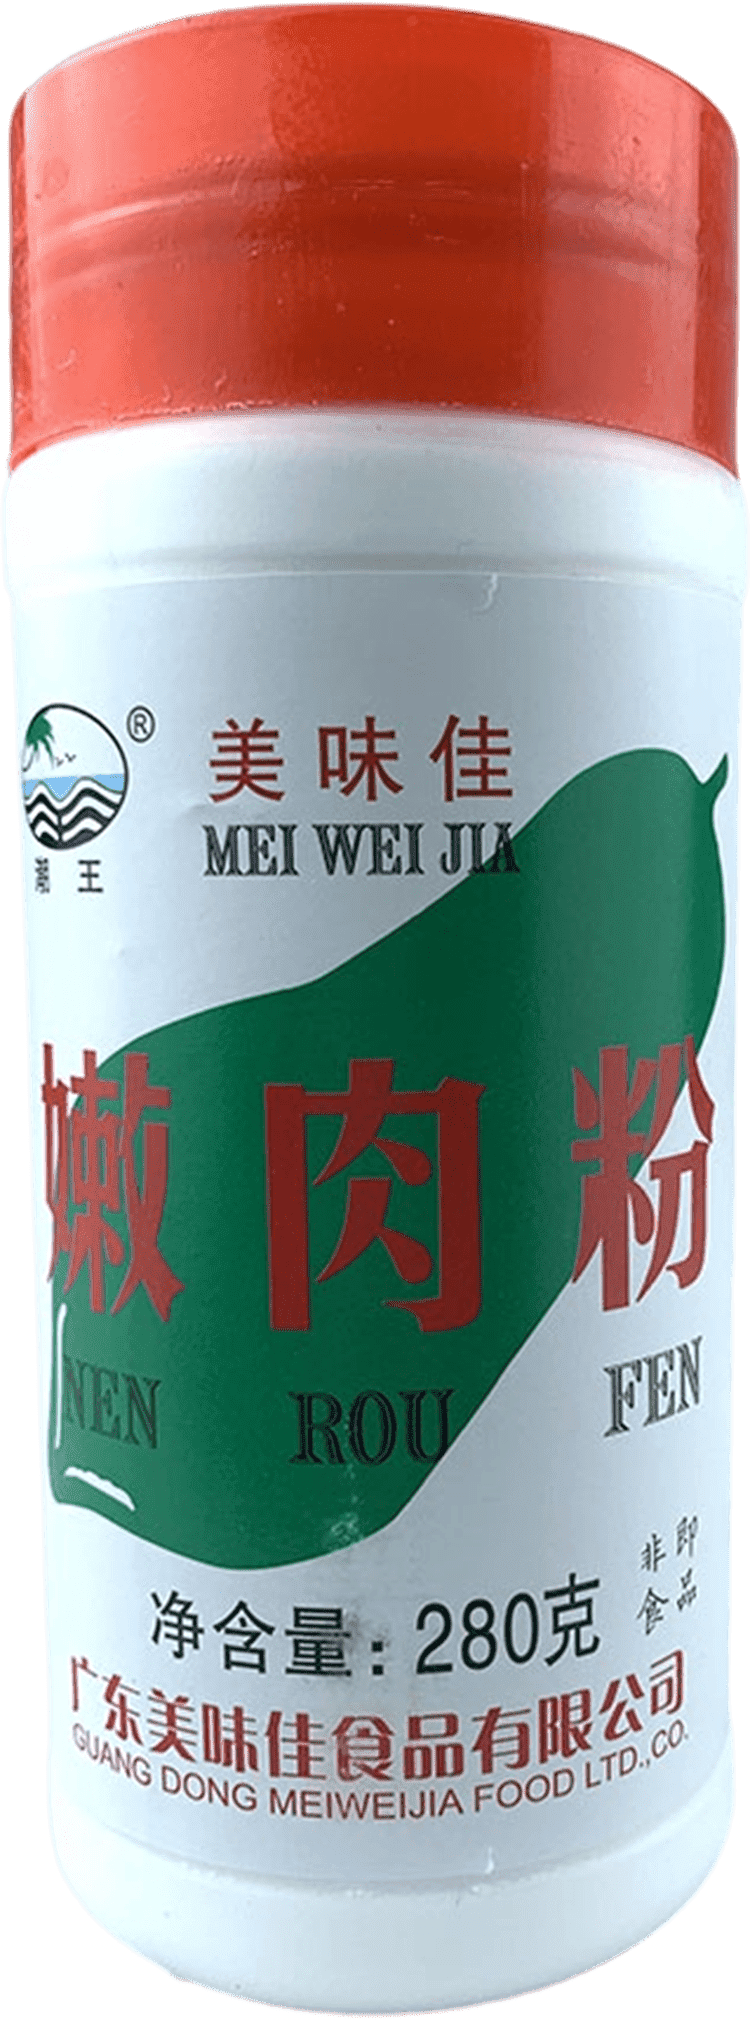 ®
美味佳
MEI WEI JIA
王
嫩肉粉
NEN ROU FEN
非即
食品
净含量:280克
广东美味佳食品有限公司
GUANG DONG MEIWEIJIA FOOD LTD.,CO.